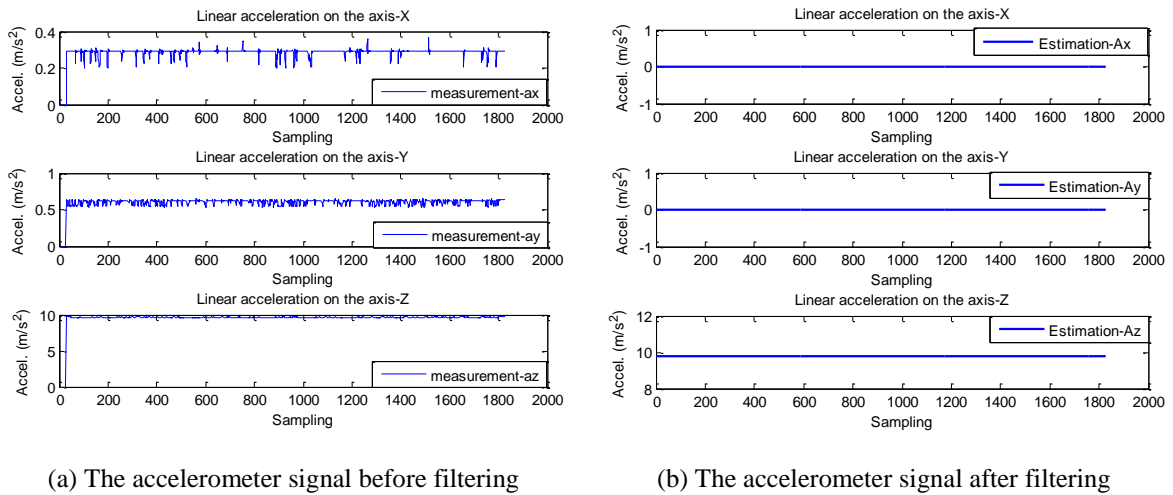 Linear acceleration on the axis-X
0.4
0.2
0
Accel. (m/s²)
measurement-ax
0 200 400 600 800 1000 1200 1400 1600 1800 2000
Sampling
Linear acceleration on the axis-Y
1
0.5
0
Accel. (m/s²)
measurement-ay
0 200 400 600 800 1000 1200 1400 1600 1800 2000
Sampling
Linear acceleration on the axis-Z
10
5
0
Accel. (m/s²)
measurement-az
0 200 400 600 800 1000 1200 1400 1600 1800 2000
Sampling
(a) The accelerometer signal before filtering
Linear acceleration on the axis-X
1
0
-1
Accel. (m/s²)
Estimation-Ax
0 200 400 600 800 1000 1200 1400 1600 1800 2000
Sampling
Linear acceleration on the axis-Y
1
0
-1
Accel. (m/s²)
Estimation-Ay
0 200 400 600 800 1000 1200 1400 1600 1800 2000
Sampling
Linear acceleration on the axis-Z
12
10
8
Accel. (m/s²)
Estimation-Az
0 200 400 600 800 1000 1200 1400 1600 1800 2000
Sampling
(b) The accelerometer signal after filtering